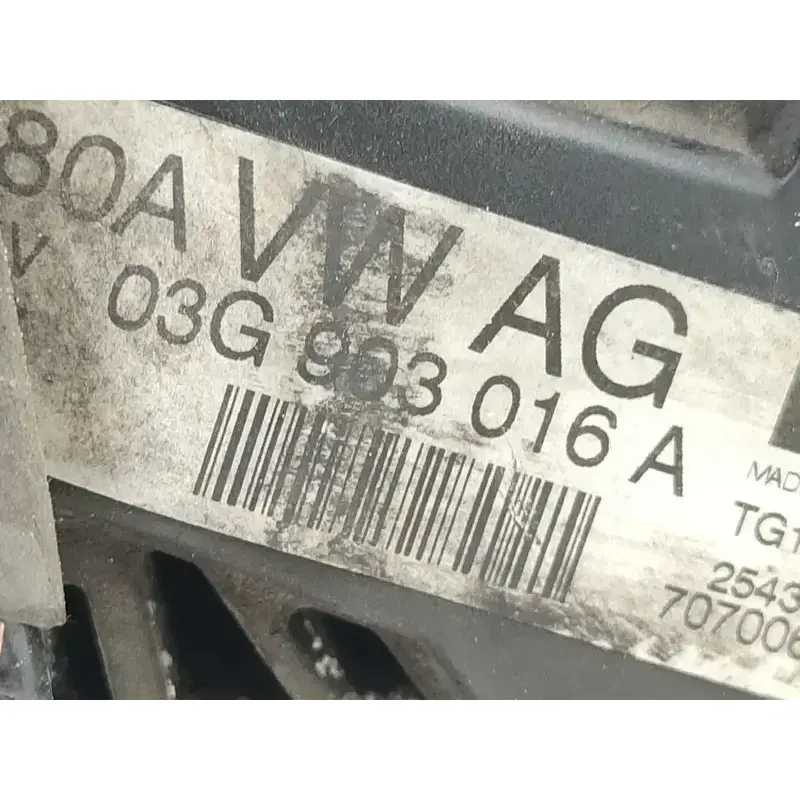 80A VW AG
V 03G 903 016 A
MAD
TG1
2543
707006